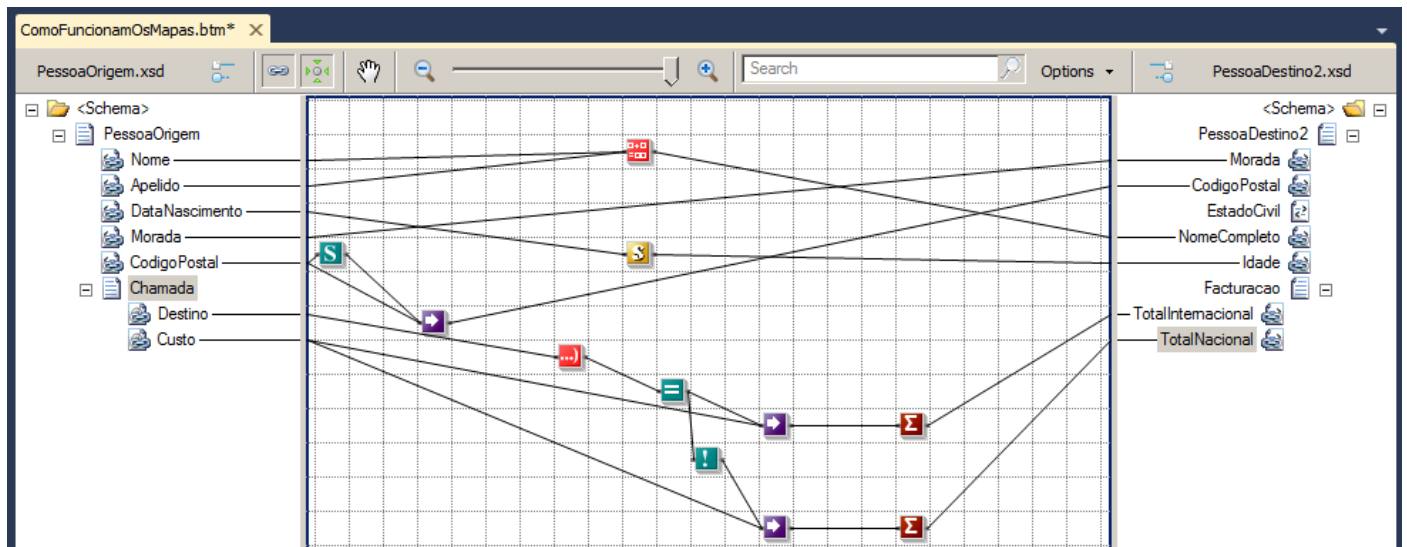 ComoFuncionamOsMapas.btm*
PessoaOrigem.xsd
Search
Options
PessoaDestino2.xsd
<Schema>
PessoaOrigem
Nome
Apelido
DataNascimento
Morada
CodigoPostal
Chamada
Destino
Custo
S
...)
=
!
Σ
Σ
<Schema>
PessoaDestino2
Morada
CodigoPostal
EstadoCivil
NomeCompleto
Idade
Facturacao
TotalInternacional
TotalNacional